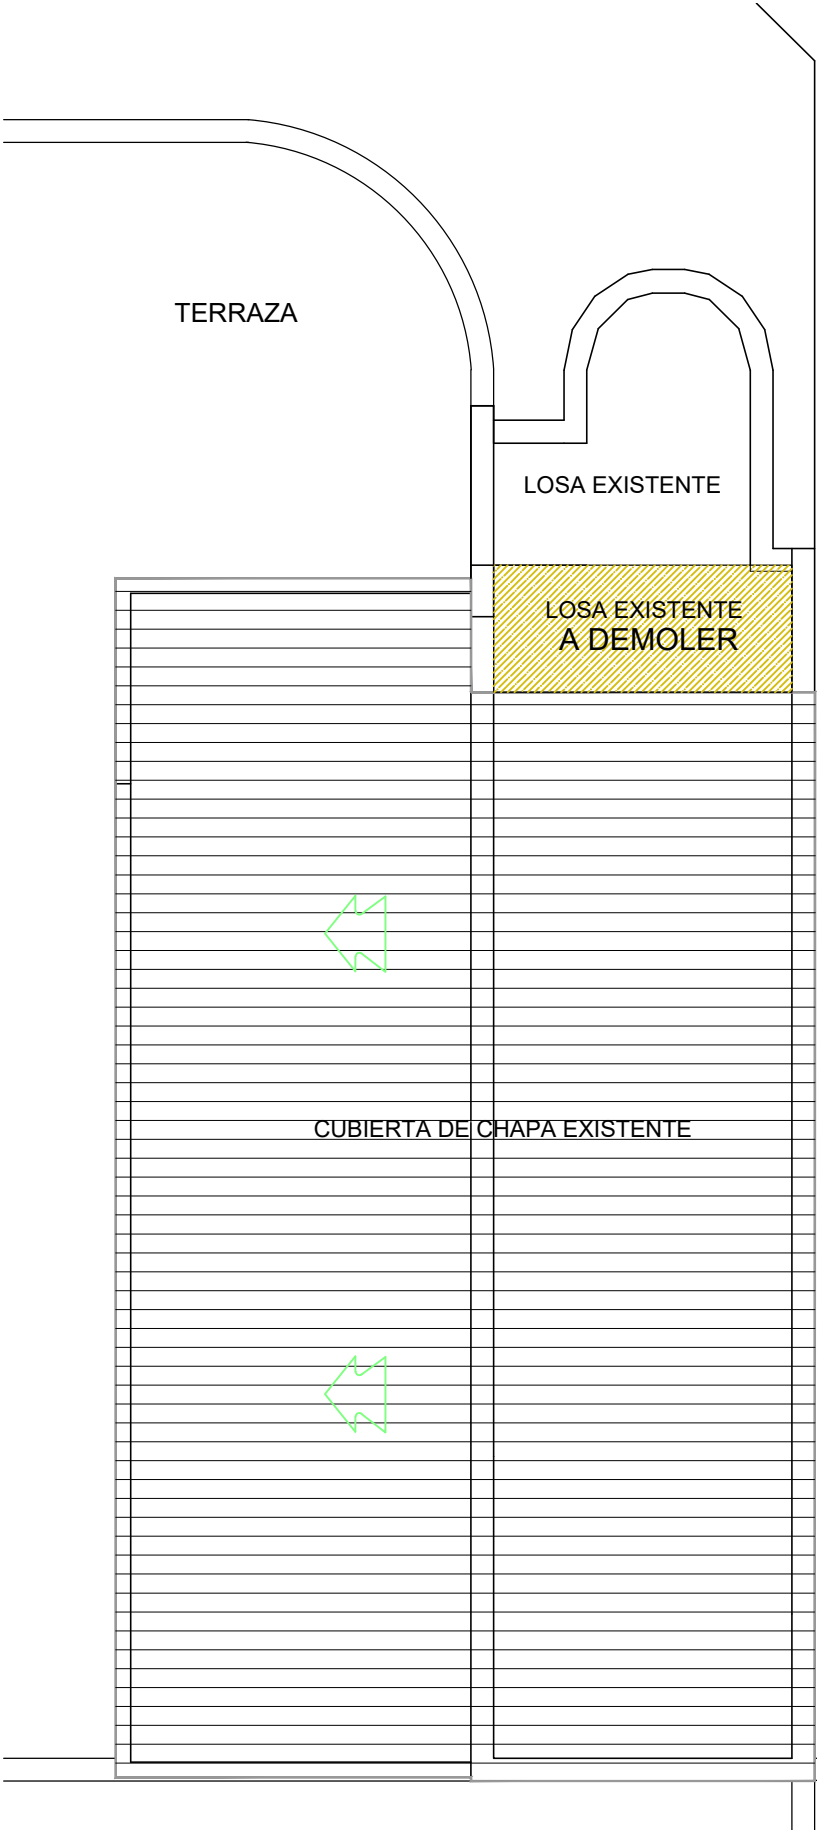 TERRAZA
LOSA EXISTENTE
LOSA EXISTENTE
A DEMOLER
CUBIERTA DE CHAPA EXISTENTE